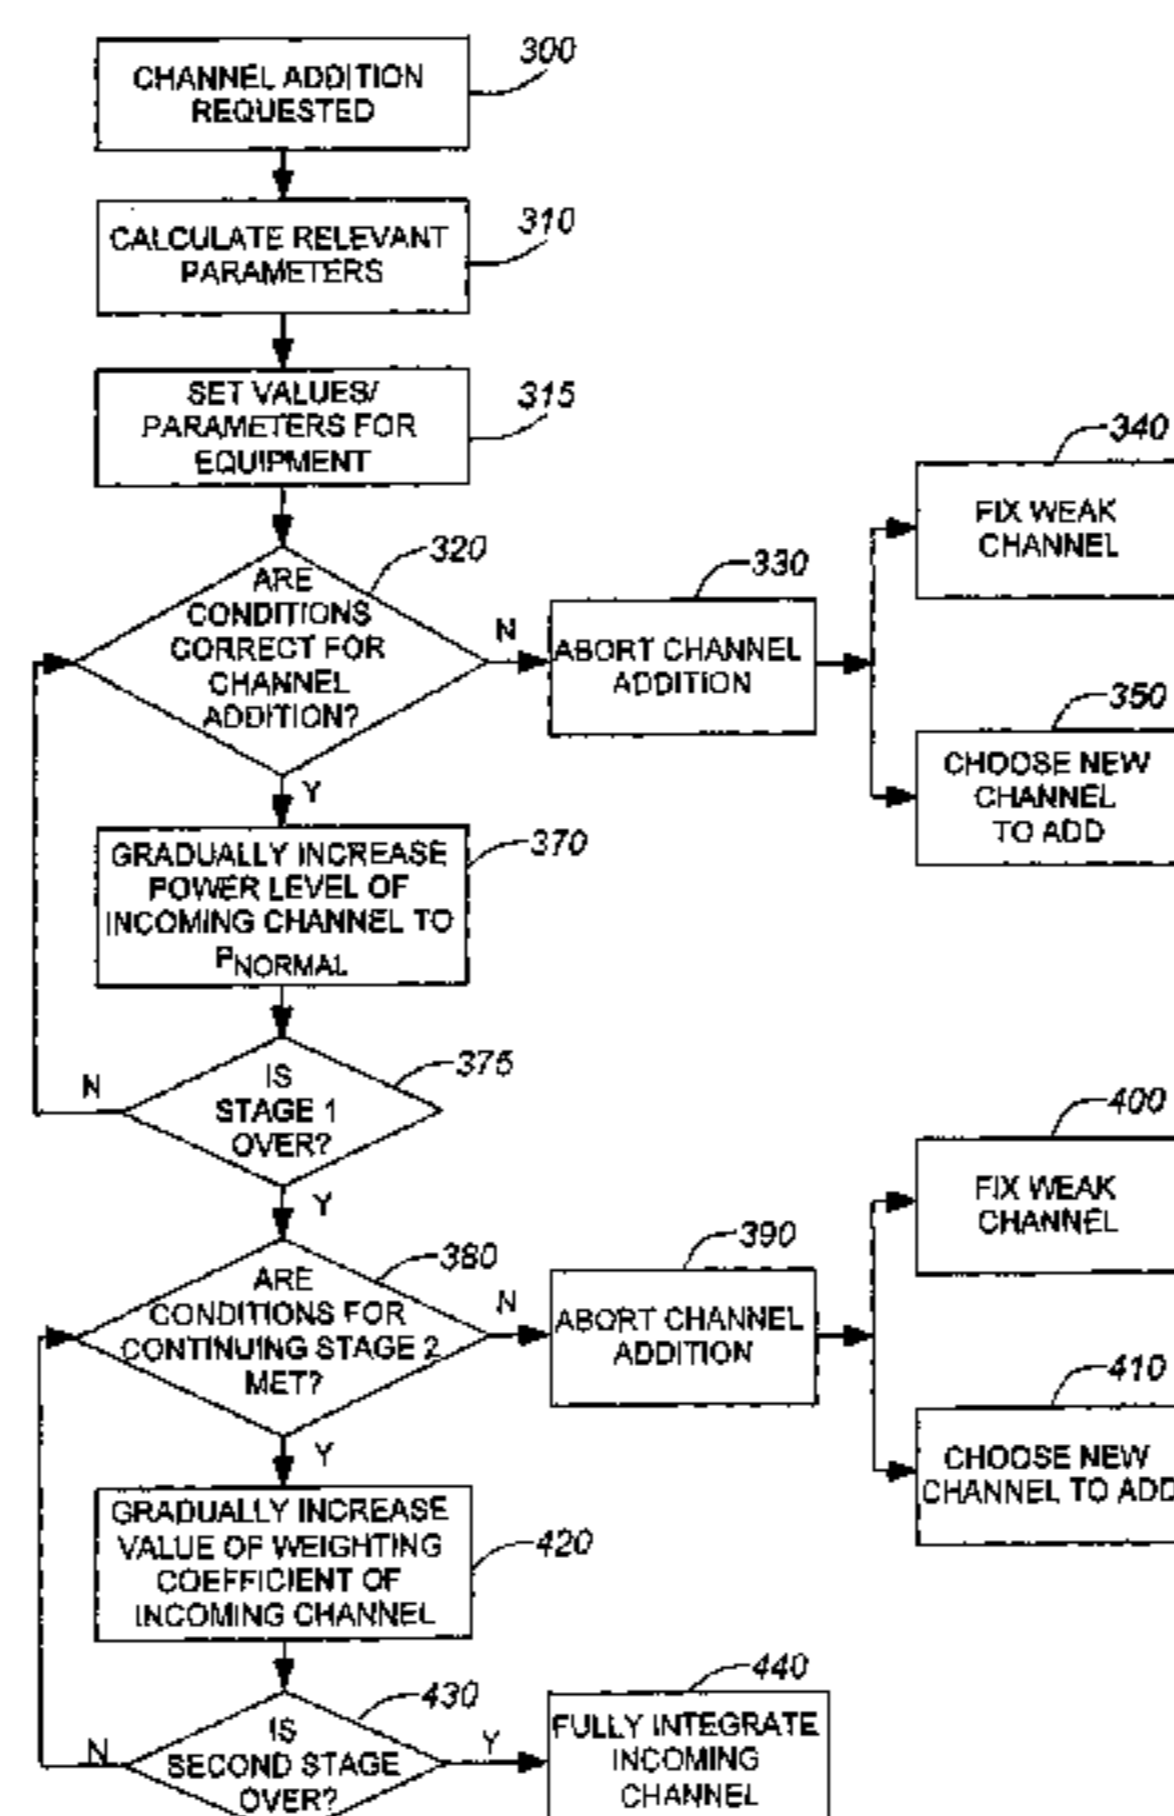 CHANNEL ADDITION
REQUESTED
300
CALCULATE RELEVANT
PARAMETERS
310
SET VALUES/
PARAMETERS FOR
EQUIPMENT
315
ARE
CONDITIONS
CORRECT FOR
CHANNEL
ADDITION?
320
N
ABORT CHANNEL
ADDITION
330
FIX WEAK
CHANNEL
340
CHOOSE NEW
CHANNEL
TO ADD
350
Y
GRADUALLY INCREASE
POWER LEVEL OF
INCOMING CHANNEL TO
PNORMAL
370
IS
STAGE 1
OVER?
375
N
Y
ARE
CONDITIONS FOR
CONTINUING STAGE 2
MET?
380
N
ABORT CHANNEL
ADDITION
390
FIX WEAK
CHANNEL
400
CHOOSE NEW
CHANNEL TO ADD
410
Y
GRADUALLY INCREASE
VALUE OF WEIGHTING
COEFFICIENT OF
INCOMING CHANNEL
420
IS
SECOND STAGE
OVER?
430
N
Y
FULLY INTEGRATE
INCOMING
CHANNEL
440